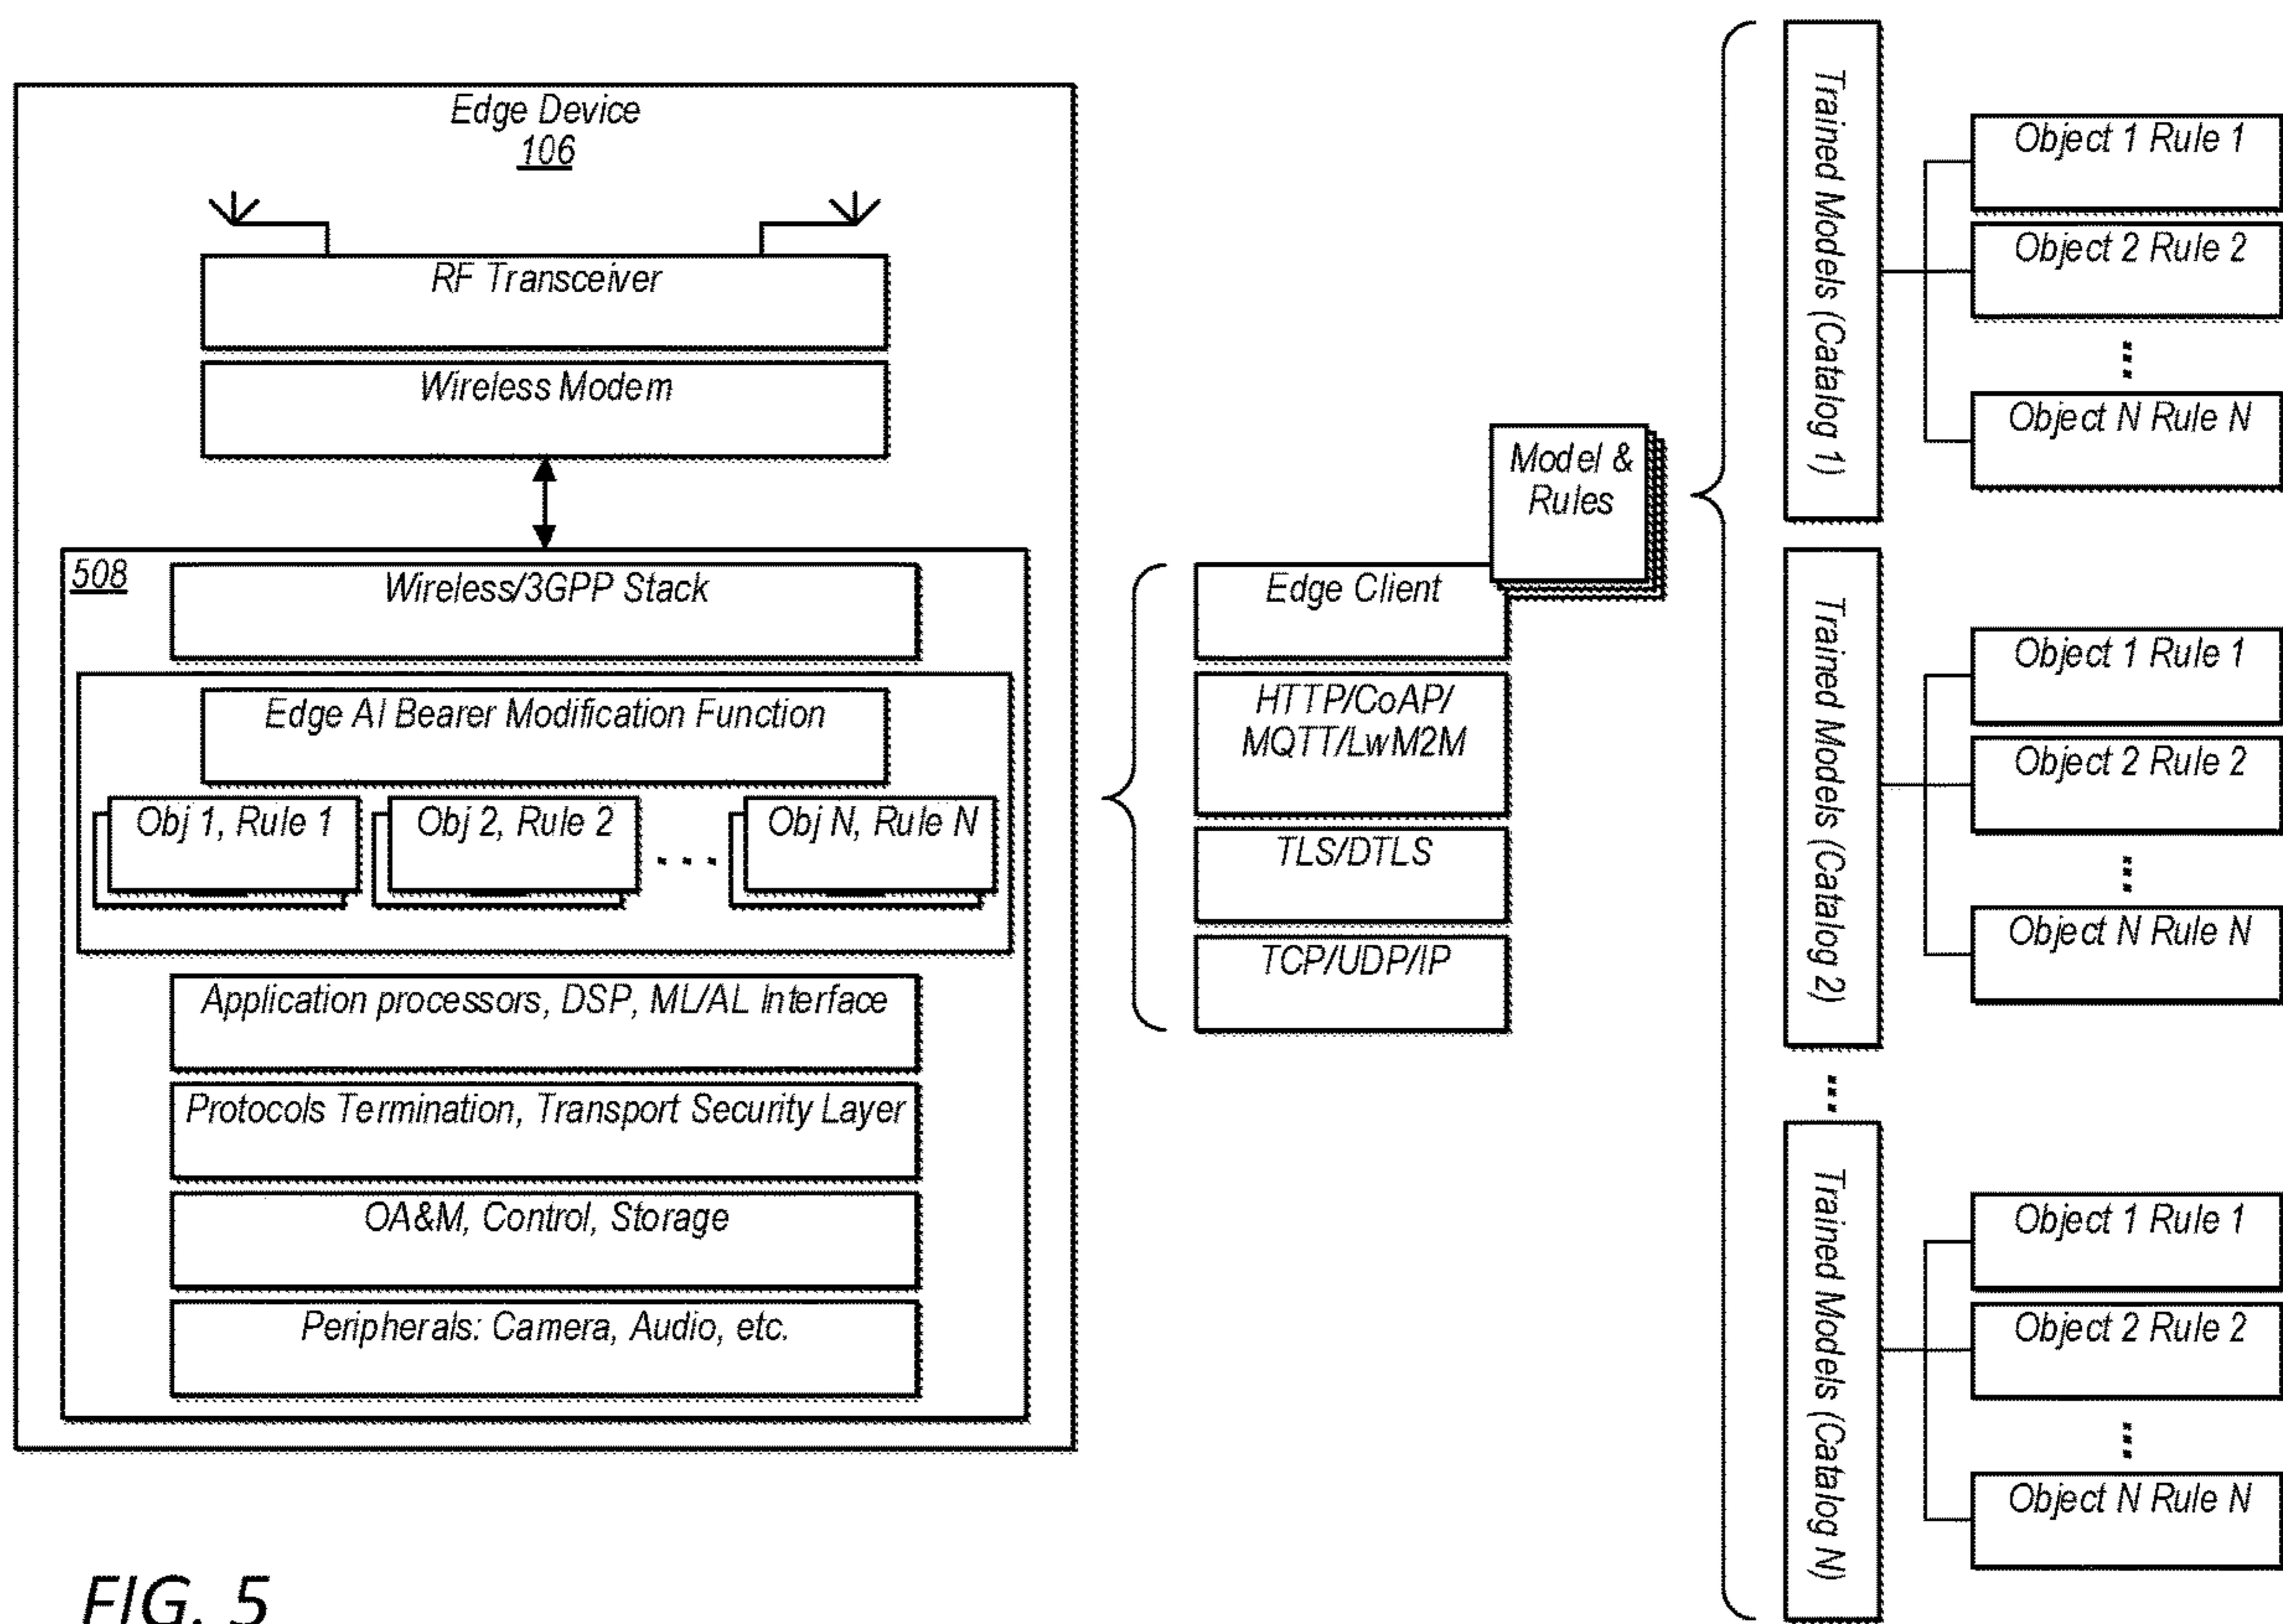 Edge Device
106
RF Transceiver
Wireless Modem
508
Wireless/3GPP Stack
Edge AI Bearer Modification Function
Obj 1, Rule 1
Obj 2, Rule 2
...
Obj N, Rule N
Application processors, DSP, ML/AL Interface
Protocols Termination, Transport Security Layer
OA&M, Control, Storage
Peripherals: Camera, Audio, etc.
Model &
Rules
Edge Client
HTTP/CoAP/
MQTT/LwM2M
TLS/DTLS
TCP/UDP/IP
Trained Models (Catalog 1)
Object 1 Rule 1
Object 2 Rule 2
...
Object N Rule N
Trained Models (Catalog 2)
Object 1 Rule 1
Object 2 Rule 2
...
Object N Rule N
...
Trained Models (Catalog N)
Object 1 Rule 1
Object 2 Rule 2
...
Object N Rule N
FIG. 5